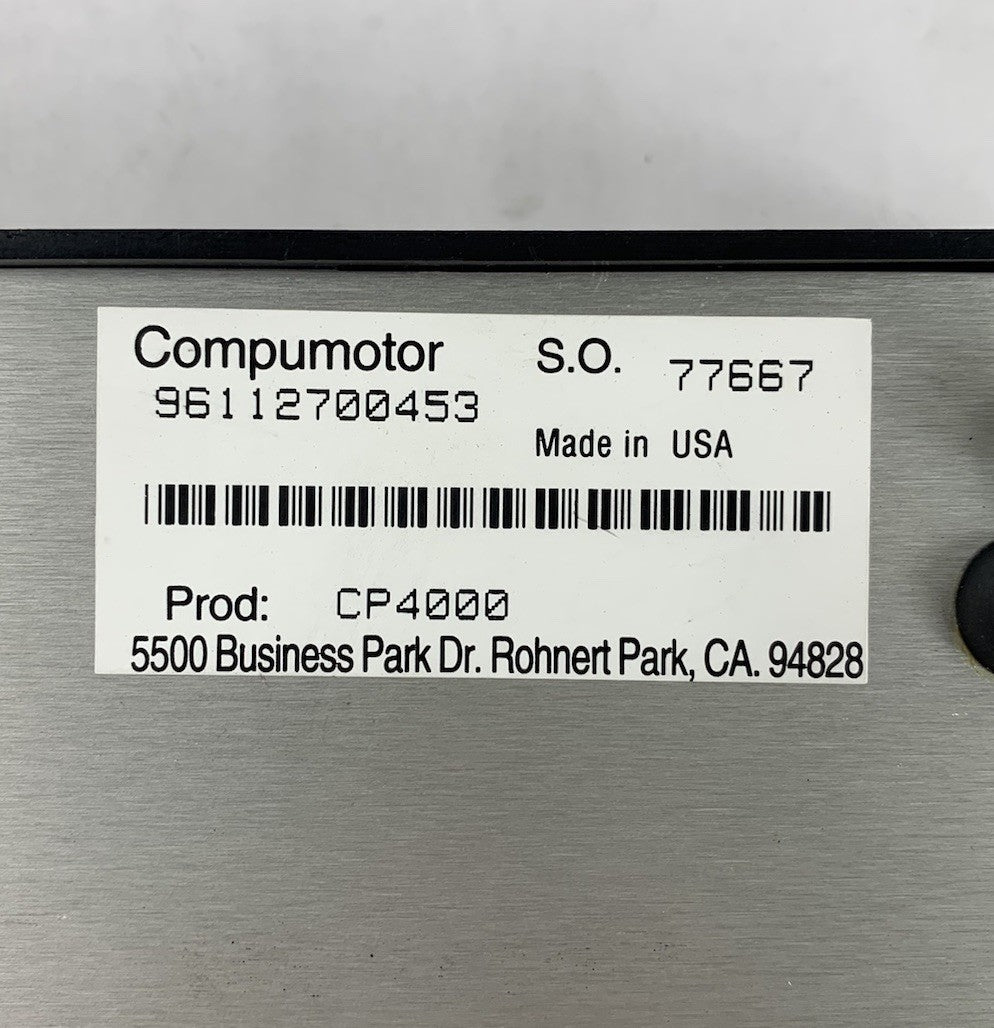 Compumotor S.O. 77667
96112700453
Made in USA
Prod: CP4000
5500 Business Park Dr. Rohnert Park, CA. 94828